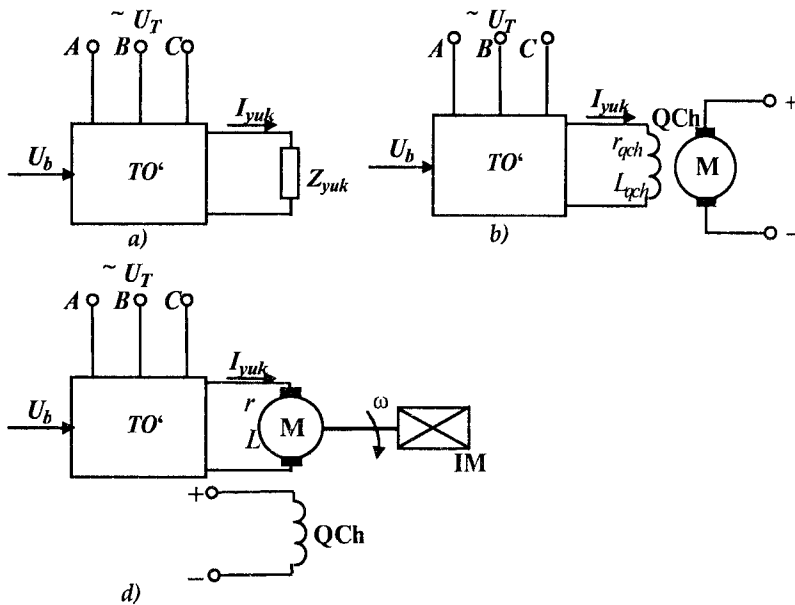 ~ U_T
A B C
I_yuk
U_b
TO‘
Z_yuk
a)
~ U_T
A B C
I_yuk
QCh
U_b
TO‘
r_qch
L_qch
M
+
−
b)
~ U_T
A B C
I_yuk
U_b
TO‘
r
L
M
ω
IM
+
QCh
−
d)